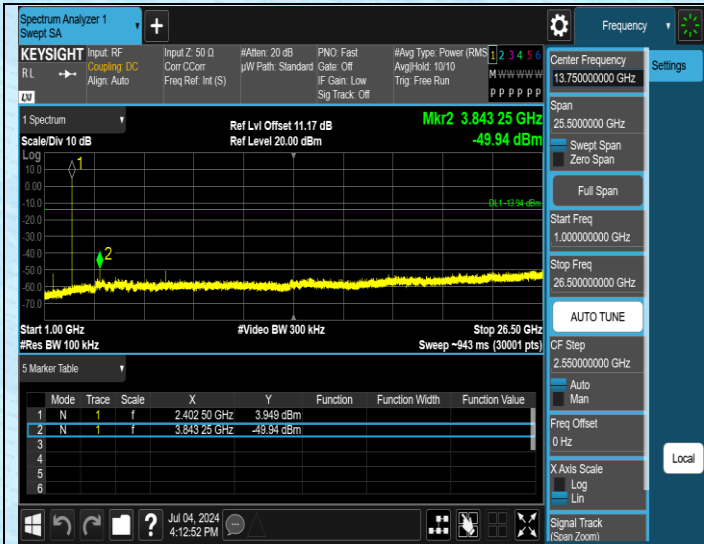 Spectrum Analyzer 1
Swept SA
Frequency
KEYSIGHT
RL
LXI
Input: RF
Coupling: DC
Align: Auto
Input Z: 50 Ω
Corr CCorr
Freq Ref: Int (S)
#Atten: 20 dB
µW Path: Standard
PNO: Fast
Gate: Off
IF Gain: Low
Sig Track: Off
#Avg Type: Power (RMS
Avg|Hold: 10/10
Trig: Free Run
1 2 3 4 5 6
M W W W W W
P P P P P P
Settings
Center Frequency
13.750000000 GHz
Span
25.5000000 GHz
Swept Span
Zero Span
Full Span
Start Freq
1.000000000 GHz
Stop Freq
26.500000000 GHz
AUTO TUNE
CF Step
2.550000000 GHz
Auto
Man
Freq Offset
0 Hz
X Axis Scale
Log
Lin
Signal Track
(Span Zoom)
Local
1 Spectrum
Scale/Div 10 dB
Ref Lvl Offset 11.17 dB
Ref Level 20.00 dBm
Mkr2 3.843 25 GHz
-49.94 dBm
Log
10.0
0.00
-10.0
-20.0
-30.0
-40.0
-50.0
-60.0
-70.0
1
2
DL1 -13.94 dBm
Start 1.00 GHz
#Res BW 100 kHz
#Video BW 300 kHz
Stop 26.50 GHz
Sweep ~943 ms (30001 pts)
5 Marker Table
Mode Trace Scale X Y Function Function Width Function Value
1 N 1 f 2.402 50 GHz 3.949 dBm
2 N 1 f 3.843 25 GHz -49.94 dBm
3
4
5
6
?
Jul 04, 2024
4:12:52 PM